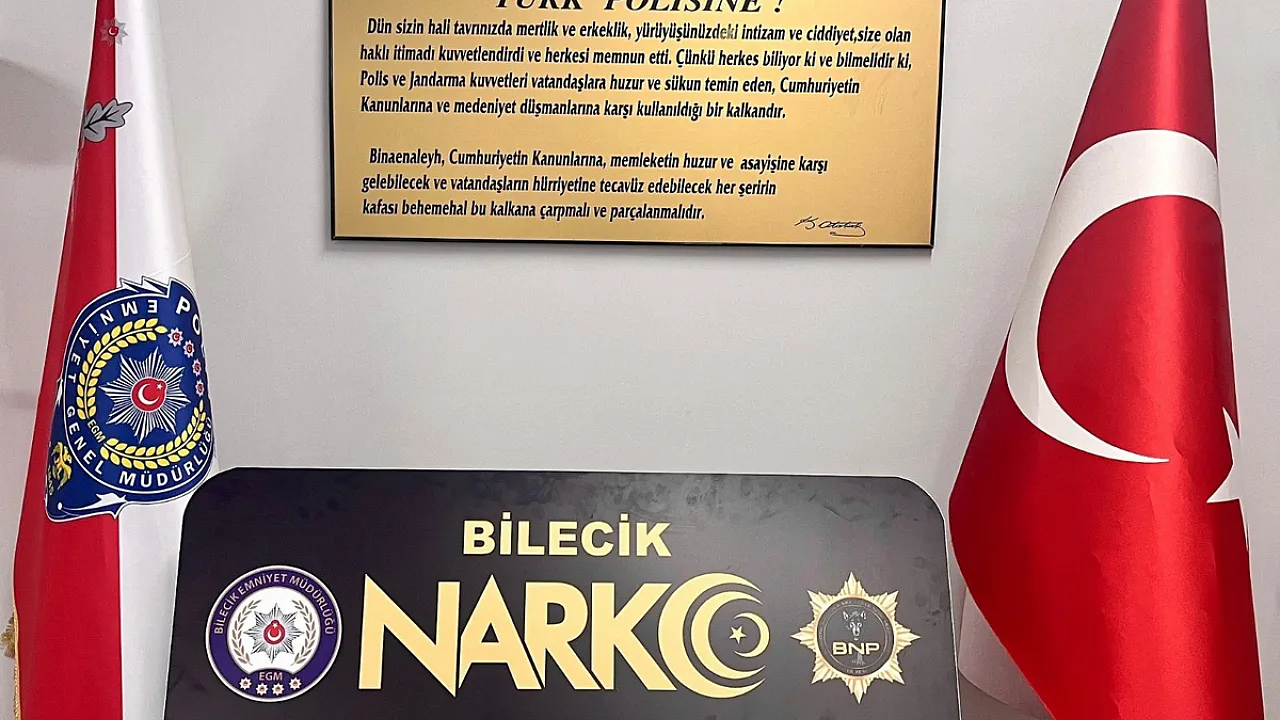 TÜRK POLİSİNE !
Dün sizin hali tavrınızda mertlik ve erkeklik, yürüyüşünüzdeki intizam ve ciddiyet,size olan
haklı itimadı kuvvetlendirdi ve herkesi memnun etti. Çünkü herkes biliyor ki ve bilmelidir ki,
Polis ve Jandarma kuvvetleri vatandaşlara huzur ve sükun temin eden, Cumhuriyetin
Kanunlarına ve medeniyet düşmanlarına karşı kullanıldığı bir kalkandır.
Binaenaleyh, Cumhuriyetin Kanunlarına, memleketin huzur ve asayişine karşı
gelebilecek ve vatandaşların hürriyetine tecavüz edebilecek her şeririn
kafası behemehal bu kalkana çarpmalı ve parçalanmalıdır.
K. Atatürk
EMNİYET GENEL MÜDÜRLÜĞÜ
EGM
BİLECİK
BİLECİK EMNİYET MÜDÜRLÜĞÜ
EGM
NARKO
BNP